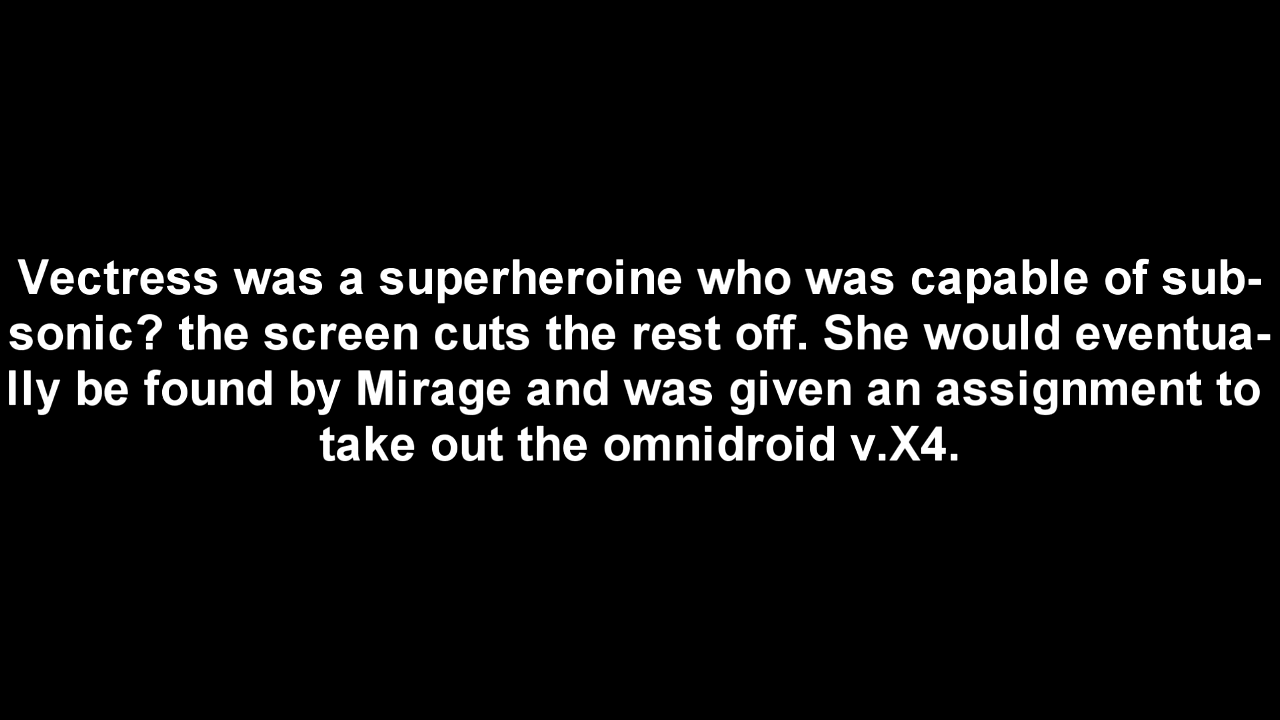 Vectress was a superheroine who was capable of sub-
sonic? the screen cuts the rest off. She would eventua-
lly be found by Mirage and was given an assignment to
take out the omnidroid v.X4.